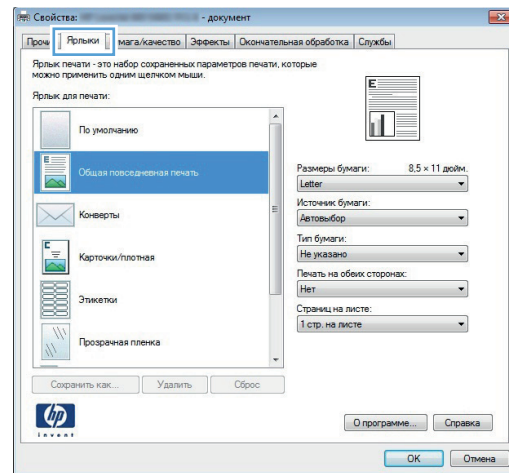 Свойства: - документ
Ярлыки мага/качество Эффекты Окончательная обработка Службы
Ярлык печати - это набор сохраненных параметров печати, которые
можно применить одним щелчком мыши.
Ярлык для печати:
По умолчанию
Общая повседневная печать
Конверты
Карточки/плотная
Этикетки
Прозрачная пленка
Сохранить как... Удалить Сброс
E
Размеры бумаги: 8,5 × 11 дюйм.
Letter
Источник бумаги:
Автовыбор
Тип бумаги:
Не указано
Печать на обеих сторонах:
Нет
Страниц на листе:
1 стр. на листе
hp
invent
О программе... Справка
OK Отмена